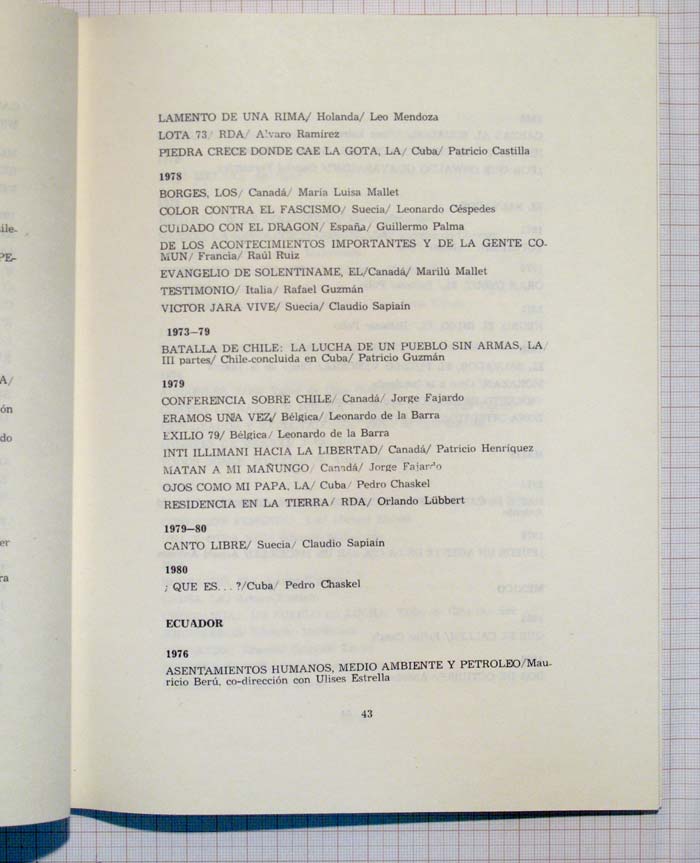 LAMENTO DE UNA RIMA/ Holanda/ Leo Mendoza
LOTA 73/ RDA/ Alvaro Ramirez
PIEDRA CRECE DONDE CAE LA GOTA, LA/ Cuba/ Patricio Castilla
1978
BORGES, LOS/ Canadá/ Maria Luisa Mallet
COLOR CONTRA EL FASCISMO/ Suecia/ Leonardo Céspedes
CUIDADO CON EL DRAGON/ España/ Guillermo Palma
DE LOS ACONTECIMIENTOS IMPORTANTES Y DE LA GENTE CO-
MUN/ Francia/ Raúl Ruiz
EVANGELIO DE SOLENTINAME, EL/Canadá/ Marilú Mallet
TESTIMONIO/ Italia/ Rafael Guzmán
VICTOR JARA VIVE/ Suecia/ Claudio Sapiaín
1973–79
BATALLA DE CHILE: LA LUCHA DE UN PUEBLO SIN ARMAS, LA/
III partes/ Chile-concluida en Cuba/ Patricio Guzmán
1979
CONFERENCIA SOBRE CHILE/ Canadá/ Jorge Fajardo
ERAMOS UNA VEZ/ Bélgica/ Leonardo de la Barra
EXILIO 79/ Bélgica/ Leonardo de la Barra
INTI ILLIMANI HACIA LA LIBERTAD/ Canadá/ Patricio Henríquez
MATAN A MI MAÑUNGO/ Canadá/ Jorge Fajardo
OJOS COMO MI PAPA, LA/ Cuba/ Pedro Chaskel
RESIDENCIA EN LA TIERRA/ RDA/ Orlando Lübbert
1979–80
CANTO LIBRE/ Suecia/ Claudio Sapiaín
1980
¿ QUE ES. . . ?/Cuba/ Pedro Chaskel
ECUADOR
1976
ASENTAMIENTOS HUMANOS, MEDIO AMBIENTE Y PETROLEO/Mau-
ricio Berú, co-dirección con Ulises Estrella
43